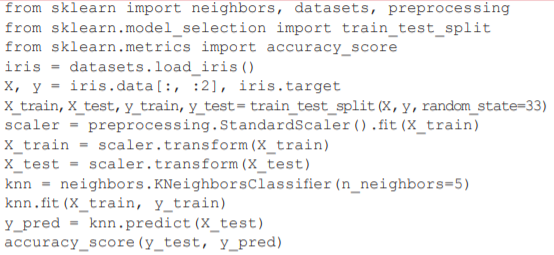 from sklearn import neighbors, datasets, preprocessing
from sklearn.model_selection import train_test_split
from sklearn.metrics import accuracy_score
iris = datasets.load_iris()
X, y = iris.data[:, :2], iris.target
X_train, X_test, y_train, y_test= train_test_split(X, y, random_state=33)
scaler = preprocessing.StandardScaler().fit(X_train)
X_train = scaler.transform(X_train)
X_test = scaler.transform(X_test)
knn = neighbors.KNeighborsClassifier(n_neighbors=5)
knn.fit(X_train, y_train)
y_pred = knn.predict(X_test)
accuracy_score(y_test, y_pred)